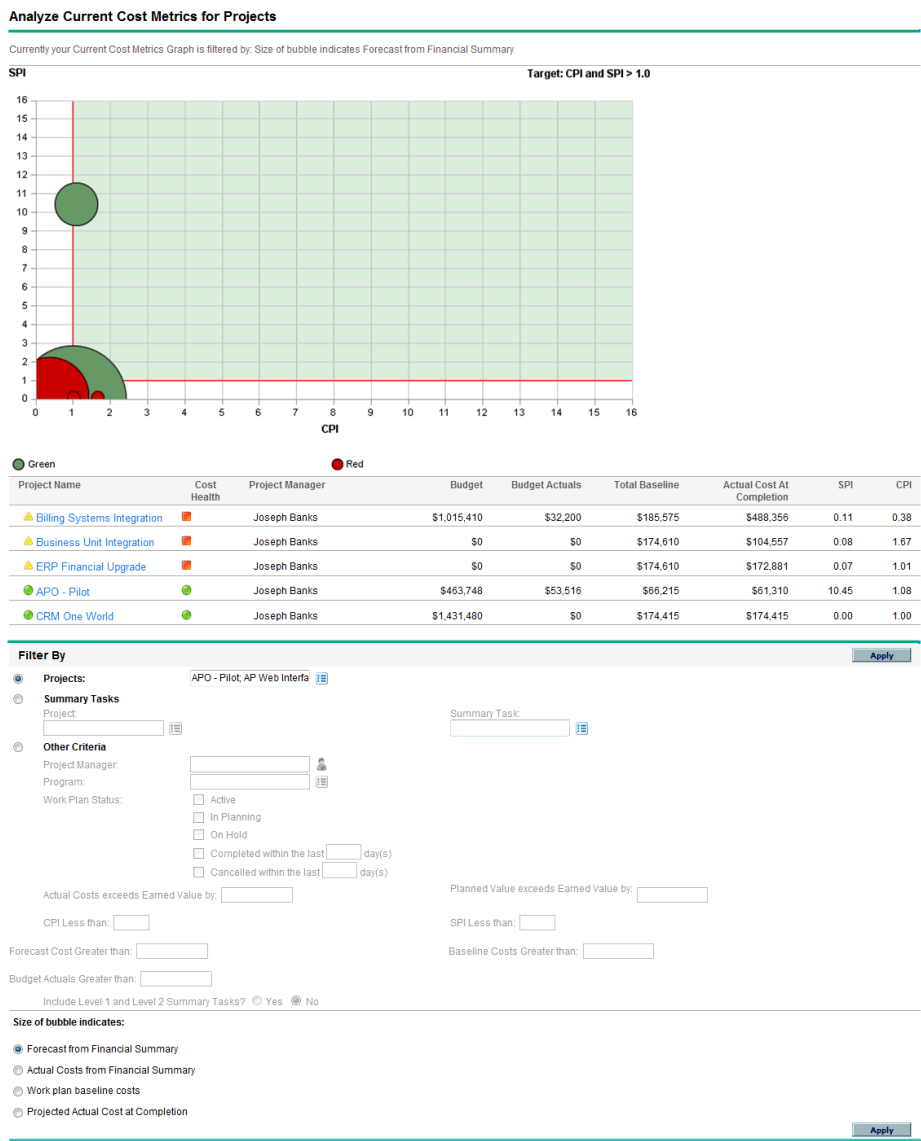 Analyze Current Cost Metrics for Projects
Currently your Current Cost Metrics Graph is filtered by: Size of bubble indicates Forecast from Financial Summary
SPI
Target: CPI and SPI > 1.0
16
15
14
13
12
11
10
9
8
7
6
5
4
3
2
1
0
0 1 2 3 4 5 6 7 8 9 10 11 12 13 14 15 16
CPI
Green Red
Project Name Cost Health Project Manager Budget Budget Actuals Total Baseline Actual Cost At Completion SPI CPI
Billing Systems Integration Joseph Banks $1,015,410 $32,200 $185,575 $488,356 0.11 0.38
Business Unit Integration Joseph Banks $0 $0 $174,610 $104,557 0.08 1.67
ERP Financial Upgrade Joseph Banks $0 $0 $174,610 $172,881 0.07 1.01
APO - Pilot Joseph Banks $463,748 $53,516 $66,215 $61,310 10.45 1.08
CRM One World Joseph Banks $1,431,480 $0 $174,415 $174,415 0.00 1.00
Filter By Apply
Projects: APO - Pilot; AP Web Interfa
Summary Tasks
Project: Summary Task:
Other Criteria
Project Manager:
Program:
Work Plan Status: Active
In Planning
On Hold
Completed within the last day(s)
Cancelled within the last day(s)
Actual Costs exceeds Earned Value by: Planned Value exceeds Earned Value by:
CPI Less than: SPI Less than:
Forecast Cost Greater than: Baseline Costs Greater than:
Budget Actuals Greater than:
Include Level 1 and Level 2 Summary Tasks? Yes No
Size of bubble indicates:
Forecast from Financial Summary
Actual Costs from Financial Summary
Work plan baseline costs
Projected Actual Cost at Completion
Apply